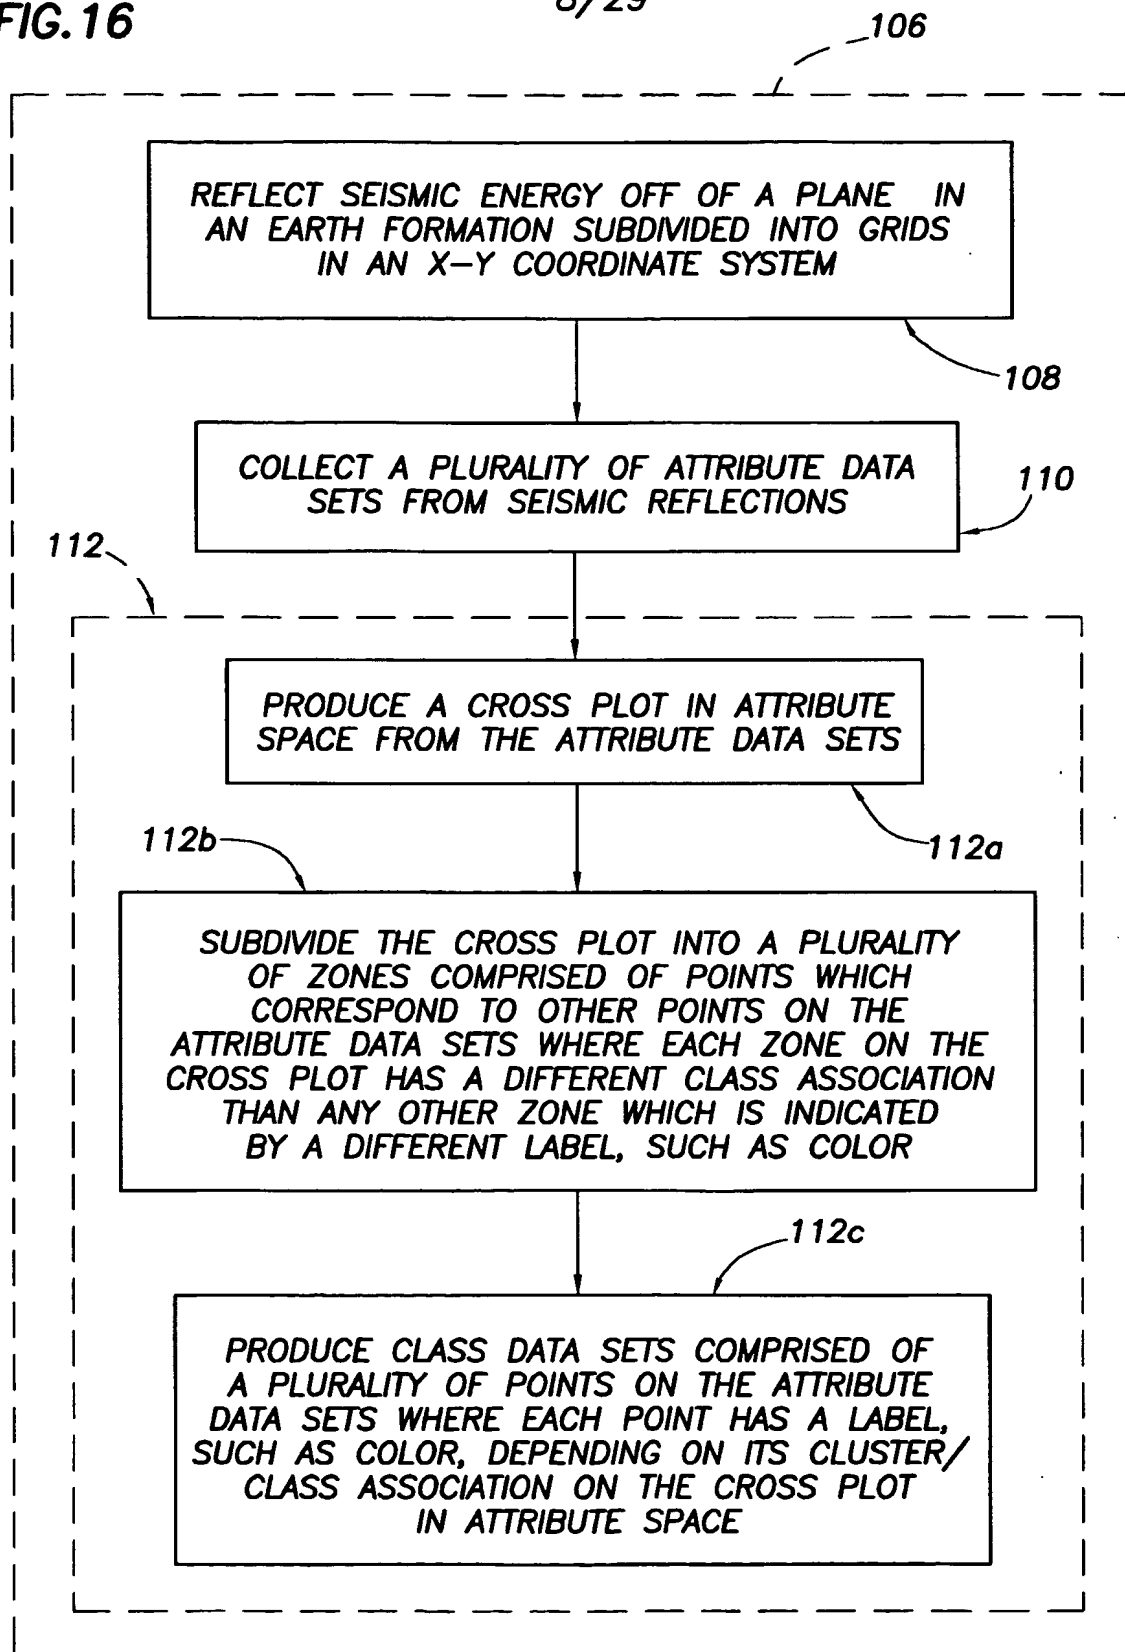 FIG. 16
8/29
106
REFLECT SEISMIC ENERGY OFF OF A PLANE IN
AN EARTH FORMATION SUBDIVIDED INTO GRIDS
IN AN X-Y COORDINATE SYSTEM
108
COLLECT A PLURALITY OF ATTRIBUTE DATA
SETS FROM SEISMIC REFLECTIONS
110
112
PRODUCE A CROSS PLOT IN ATTRIBUTE
SPACE FROM THE ATTRIBUTE DATA SETS
112a
112b
SUBDIVIDE THE CROSS PLOT INTO A PLURALITY
OF ZONES COMPRISED OF POINTS WHICH
CORRESPOND TO OTHER POINTS ON THE
ATTRIBUTE DATA SETS WHERE EACH ZONE ON THE
CROSS PLOT HAS A DIFFERENT CLASS ASSOCIATION
THAN ANY OTHER ZONE WHICH IS INDICATED
BY A DIFFERENT LABEL, SUCH AS COLOR
112c
PRODUCE CLASS DATA SETS COMPRISED OF
A PLURALITY OF POINTS ON THE ATTRIBUTE
DATA SETS WHERE EACH POINT HAS A LABEL,
SUCH AS COLOR, DEPENDING ON ITS CLUSTER/
CLASS ASSOCIATION ON THE CROSS PLOT
IN ATTRIBUTE SPACE